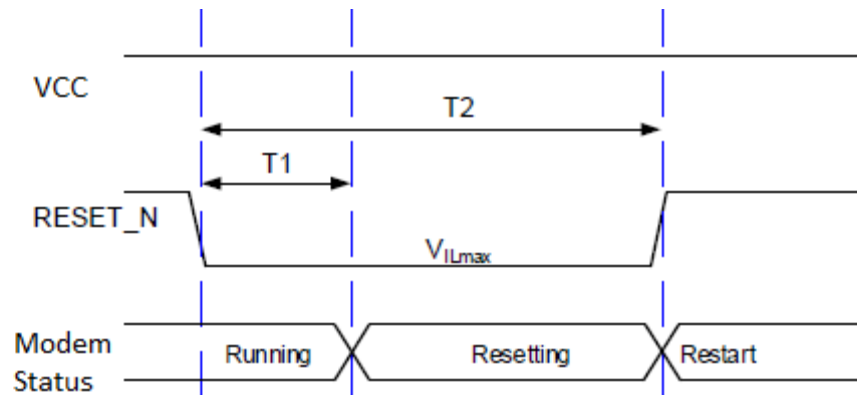 VCC
T2
T1
RESET_N
VILmax
Modem
Status
Running
Resetting
Restart